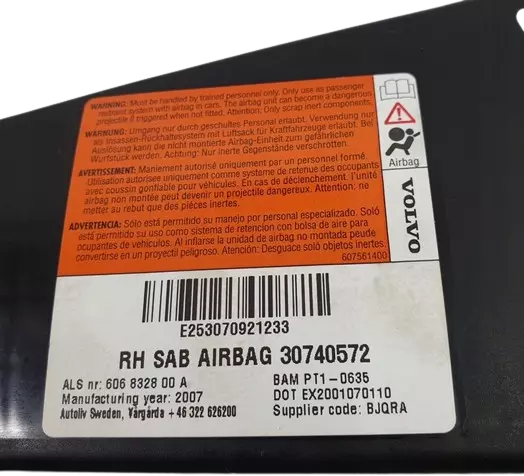 WARNING: Must be handled by trained personnel only. Use only as passenger
restraint system with airbag in cars. The airbag unit can become a dangerous
projectile if triggered when not fitted. Attention: Only scrap inert components.
WARNUNG: Umgang nur durch geschultes Personal erlaubt. Verwendung nur
als Insassen-Rückhaltesystem mit Luftsack für Kraftfahrzeuge erlaubt. Bei
Auslösung kann die nicht montierte Airbag-Einheit zum gefährlichen
Wurfstück werden. Achtung: Nur inerte Gegenstände verschrotten.
AVERTISSEMENT: Maniement autorisé uniquement par un personnel formé.
Utilisation autorisée uniquement comme systeme de retenue des occupants
avec coussin gonflable pour véhicules. En cas de déclenchement, l'unité
airbag non montée peut devenir un projectile dangereux. Attention: ne
metter au rebut que des pièces inertes.
ADVERTENCIA: Sólo está permitido su manejo por personal especializado. Sólo
está permitido su uso como sistema de retención con bolsa de aire para
ocupantes de vehículos. Al inflarse la unidad de airbag no montada puede
convertirse en un proyectil peligroso. Atención: Desguace solo objetos inertes.
607561400
Airbag
VOLVO
E253070921233
RH SAB AIRBAG 30740572
ALS nr: 606 8328 00 A
Manufacturing year: 2007
Autoliv Sweden, Vårgårda +46 322 626200
BAM PT1-0635
DOT EX2001070110
Supplier code: BJQRA